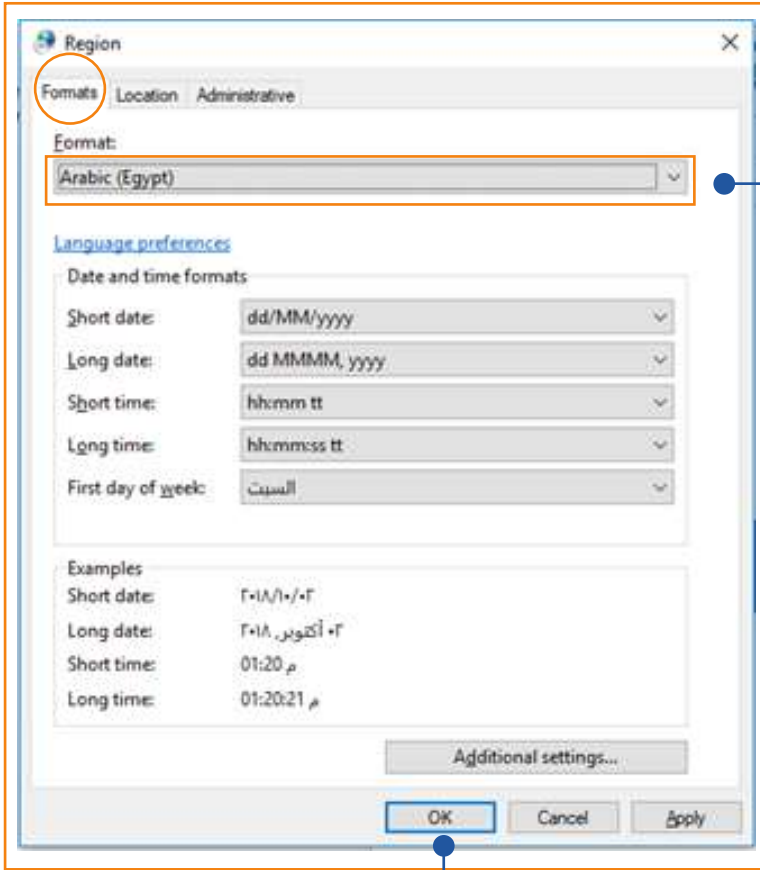 Region
Formats Location Administrative
Format:
Arabic (Egypt)
Language preferences
Date and time formats
Short date: dd/MM/yyyy
Long date: dd MMMM, yyyy
Short time: hh:mm tt
Long time: hh:mm:ss tt
First day of week: السبت
Examples
Short date: ٢٠١٨/١٠/٠٢
Long date: ٠٢ أكتوبر, ٢٠١٨
Short time: 01:20 م
Long time: 01:20:21 م
Additional settings...
OK Cancel Apply